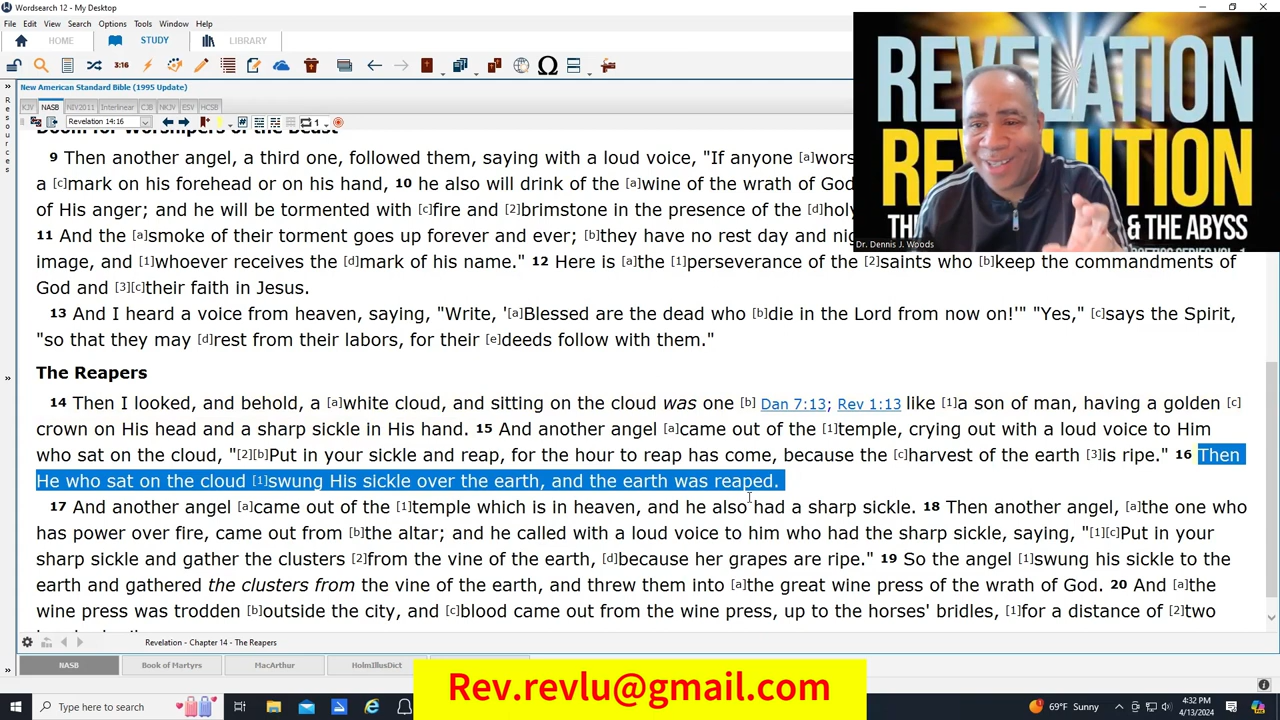 Wordsearch 12 - My Desktop
File Edit View Search Options Tools Window Help
HOME STUDY LIBRARY
3:16
New American Standard Bible (1995 Update)
KJV NASB NIV2011 Interlinear CJB NKJV ESV HCSB
Revelation 14:16
1
Resources
Doom for Worshipers of the Beast
9 Then another angel, a third one, followed them, saying with a loud voice, "If anyone [a]wors
a [c]mark on his forehead or on his hand, 10 he also will drink of the [a]wine of the wrath of God
of His anger; and he will be tormented with [c]fire and [2]brimstone in the presence of the [d]holy
11 And the [a]smoke of their torment goes up forever and ever; [b]they have no rest day and nig
image, and [1]whoever receives the [d]mark of his name." 12 Here is [a]the [1]perseverance of the [2]saints who [b]keep the commandments of
God and [3][c]their faith in Jesus.
13 And I heard a voice from heaven, saying, "Write, '[a]Blessed are the dead who [b]die in the Lord from now on!'" "Yes," [c]says the Spirit,
"so that they may [d]rest from their labors, for their [e]deeds follow with them."
The Reapers
14 Then I looked, and behold, a [a]white cloud, and sitting on the cloud was one [b] Dan 7:13; Rev 1:13 like [1]a son of man, having a golden [c]
crown on His head and a sharp sickle in His hand. 15 And another angel [a]came out of the [1]temple, crying out with a loud voice to Him
who sat on the cloud, "[2][b]Put in your sickle and reap, for the hour to reap has come, because the [c]harvest of the earth [3]is ripe." 16 Then
He who sat on the cloud [1]swung His sickle over the earth, and the earth was reaped.
17 And another angel [a]came out of the [1]temple which is in heaven, and he also had a sharp sickle. 18 Then another angel, [a]the one who
has power over fire, came out from [b]the altar; and he called with a loud voice to him who had the sharp sickle, saying, "[1][c]Put in your
sharp sickle and gather the clusters [2]from the vine of the earth, [d]because her grapes are ripe." 19 So the angel [1]swung his sickle to the
earth and gathered the clusters from the vine of the earth, and threw them into [a]the great wine press of the wrath of God. 20 And [a]the
wine press was trodden [b]outside the city, and [c]blood came out from the wine press, up to the horses' bridles, [1]for a distance of [2]two
Revelation - Chapter 14 - The Reapers
NASB Book of Martyrs MacArthur HolmIllusDict
REVELATION
REVOLUTION
& THE ABYSS
Dr. Dennis J. Woods
Rev.revlu@gmail.com
Type here to search
69°F Sunny
4:32 PM
4/13/2024